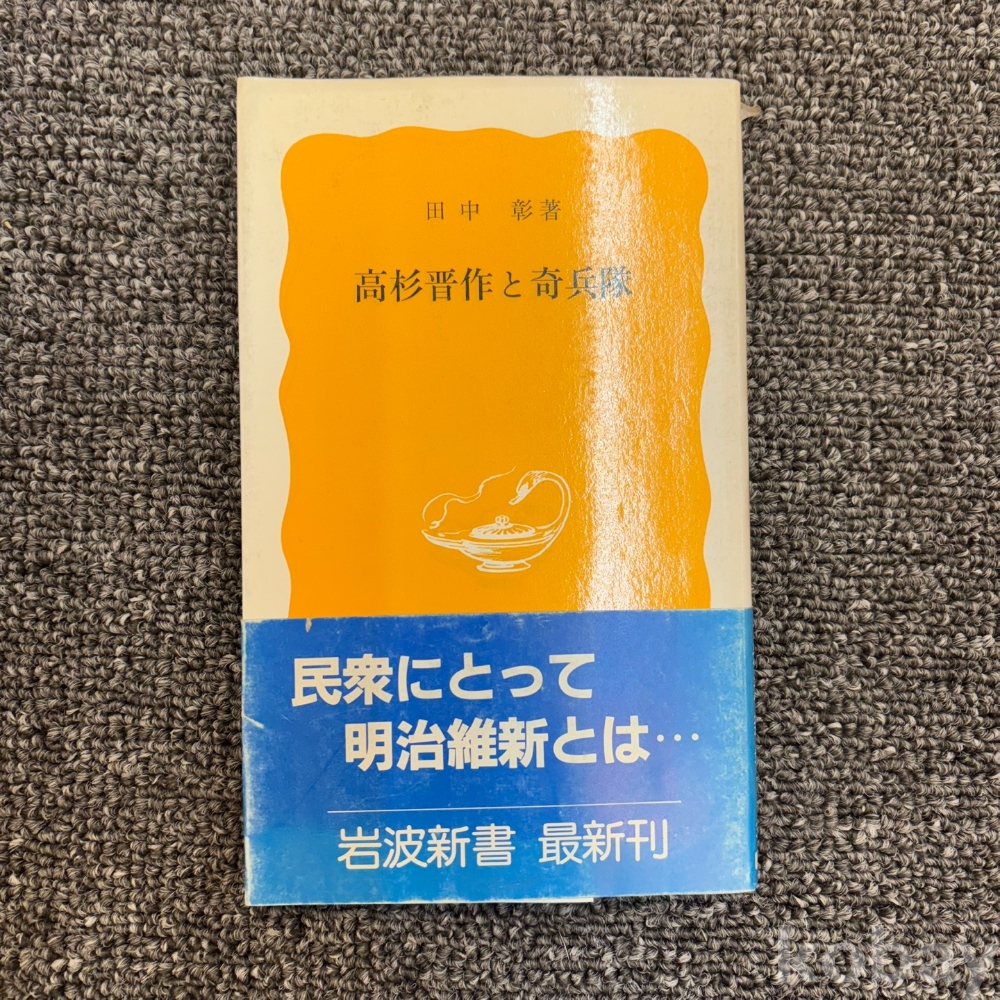 田中 彰著
高杉晋作と奇兵隊
民衆にとって
明治維新とは…
岩波新書 最新刊
kobay